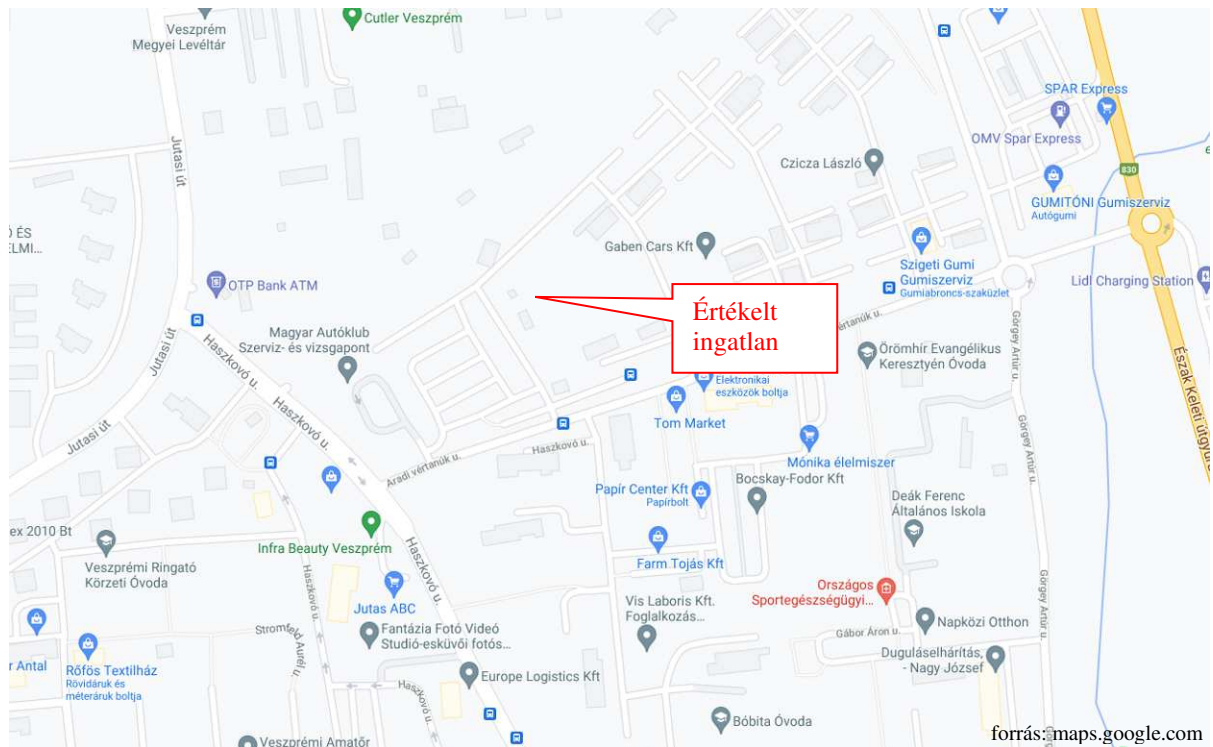 Veszprém
Megyei Levéltár
Cutler Veszprém
SPAR Express
OMV Spar Express
Jutasi út
Czicza László
830
GUMITÓNI Gumiszerviz
Autógumi
Ó ÉS
ELMI...
Gaben Cars Kft
Szigeti Gumi
Gumiszerviz
Gumiabroncs-szaküzlet
Lidl Charging Station
OTP Bank ATM
Értékelt
ingatlan
Magyar Autóklub
Szerviz- és vizsgapont
értanúk u.
Görgey Artúr u.
Örömhír Evangélikus
Keresztyén Óvoda
Jutasi út
Haszkovó u.
Észak Keleti útgyűrű
Elektronikai
eszközök boltja
Haszkovó u.
Tom Market
Jutasi út
Haszkovó u.
Aradi vértanúk u.
Mónika élelmiszer
Görgey Artúr u.
Bocskay-Fodor Kft
Papír Center Kft
Papírbolt
Deák Ferenc
Általános Iskola
ex 2010 Bt
Infra Beauty Veszprém
Haszkovó u.
Veszprémi Ringató
Körzeti Óvoda
Farm Tojás Kft
Országos
Sportegészségügyi...
Görgey Artúr u.
Jutas ABC
Haszkovó u.
Vis Laboris Kft.
Foglalkozás...
Napközi Otthon
Fantázia Fotó Videó
Studió-esküvői fotós...
Stromfeld Aurél u.
Gábor Áron u.
Duguláselhárítás,
- Nagy József
r Antal
Rőfös Textilház
Rövidáruk és
méteráruk boltja
Europe Logistics Kft
Bóbita Óvoda
Veszprémi Amatőr
forrás: maps.google.com